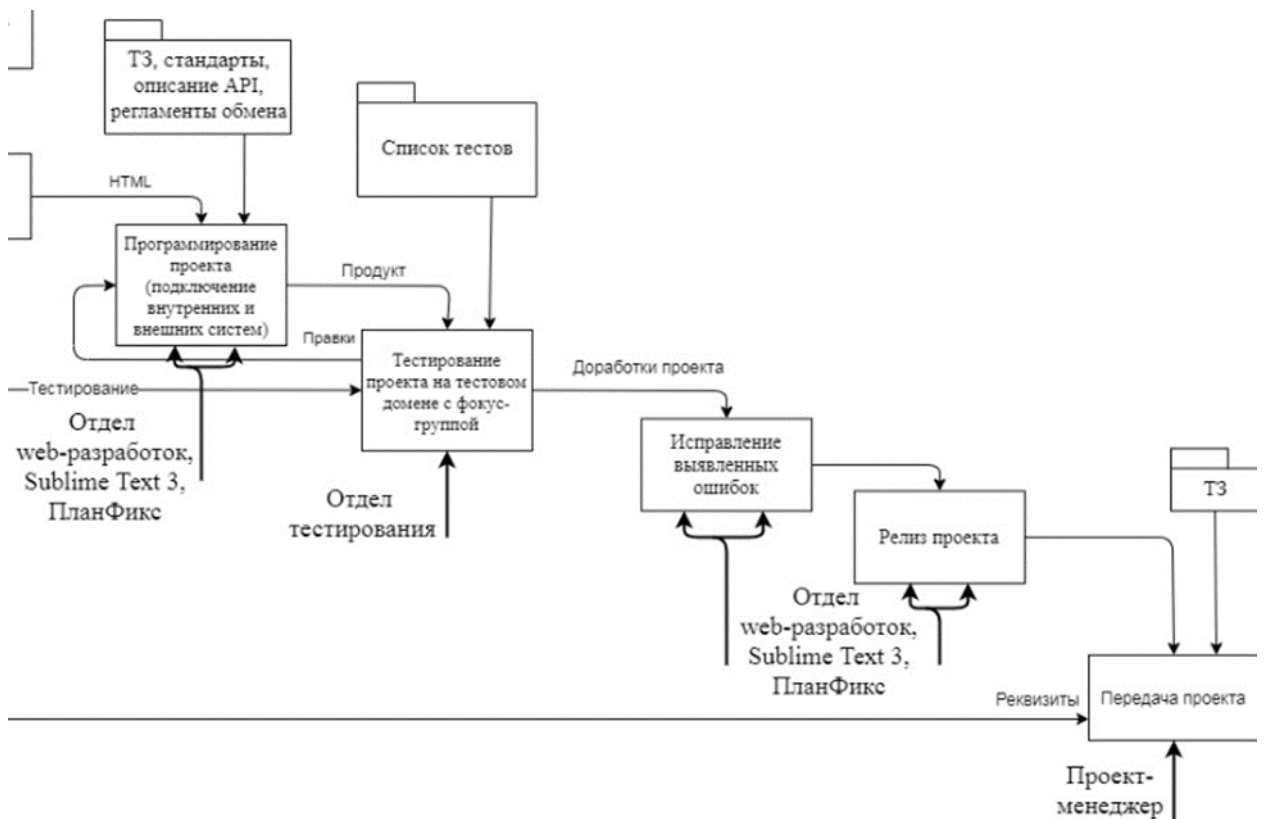 ТЗ, стандарты,
описание API,
регламенты обмена
Список тестов
HTML
Программирование
проекта
(подключение
внутренних и
внешних систем)
Продукт
Правки
Тестирование
Тестирование
проекта на тестовом
домене с фокус-
группой
Доработки проекта
Отдел
web-разработок,
Sublime Text 3,
ПланФикс
Отдел
тестирования
Исправление
выявленных
ошибок
ТЗ
Релиз проекта
Отдел
web-разработок,
Sublime Text 3,
ПланФикс
Реквизиты
Передача проекта
Проект-
менеджер